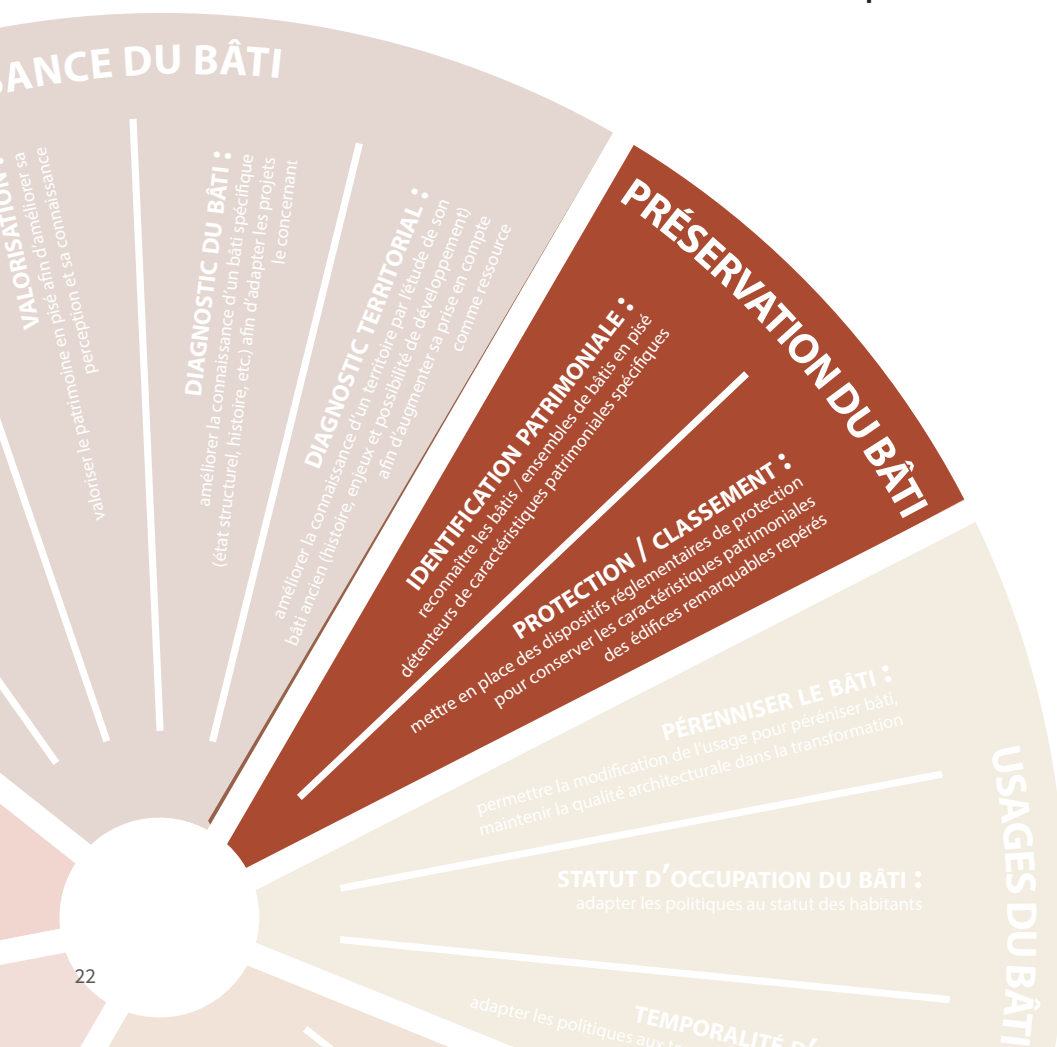 SANCE DU BÂTI
VALORISATION :
valoriser le patrimoine en pisé afin d'améliorer sa
perception et sa connaissance
DIAGNOSTIC DU BÂTI :
améliorer la connaissance d'un bâti spécifique
(état structurel, histoire, etc.) afin d'adapter les projets
le concernant
DIAGNOSTIC TERRITORIAL :
améliorer la connaissance d'un territoire par l'étude de son
bâti ancien (histoire, enjeux et possibilité de développement)
afin d'augmenter sa prise en compte
comme ressource
PRÉSERVATION DU BÂTI
IDENTIFICATION PATRIMONIALE :
reconnaître les bâtis / ensembles de bâtis en pisé
détenteurs de caractéristiques patrimoniales spécifiques
PROTECTION / CLASSEMENT :
mettre en place des dispositifs réglementaires de protection
pour conserver les caractéristiques patrimoniales
des édifices remarquables repérés
USAGES DU BÂTI
PÉRENNISER LE BÂTI :
permettre la modification de l'usage pour péréniser bâti,
maintenir la qualité architecturale dans la transformation
STATUT D'OCCUPATION DU BÂTI :
adapter les politiques au statut des habitants
TEMPORALITÉ D'
adapter les politiques aux
22